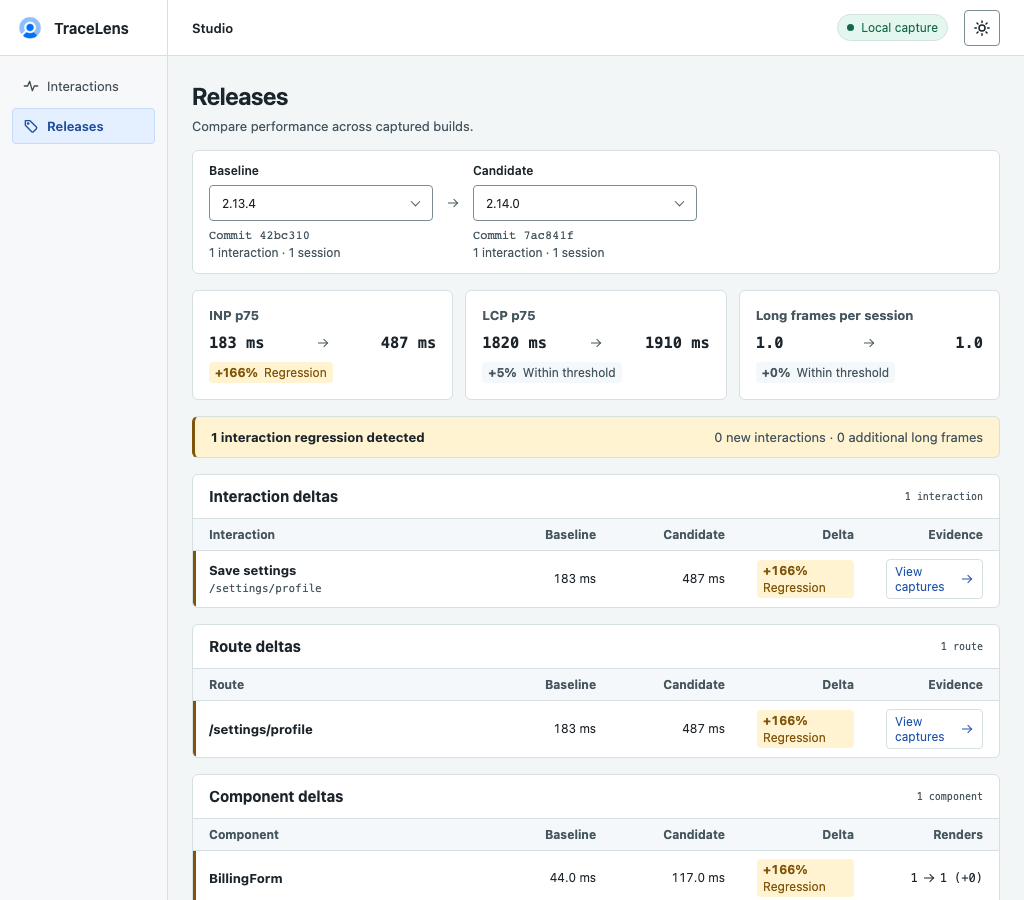 TraceLens
Studio
Local capture
Interactions
Releases
Releases
Compare performance across captured builds.
Baseline
2.13.4
Commit 42bc310
1 interaction · 1 session
→
Candidate
2.14.0
Commit 7ac841f
1 interaction · 1 session
INP p75
183 ms → 487 ms
+166% Regression
LCP p75
1820 ms → 1910 ms
+5% Within threshold
Long frames per session
1.0 → 1.0
+0% Within threshold
1 interaction regression detected
0 new interactions · 0 additional long frames
Interaction deltas
1 interaction
Interaction Baseline Candidate Delta Evidence
Save settings
/settings/profile
183 ms
487 ms
+166%
Regression
View
captures →
Route deltas
1 route
Route Baseline Candidate Delta Evidence
/settings/profile
183 ms
487 ms
+166%
Regression
View
captures →
Component deltas
1 component
Component Baseline Candidate Delta Renders
BillingForm
44.0 ms
117.0 ms
+166%
Regression
1 → 1 (+0)